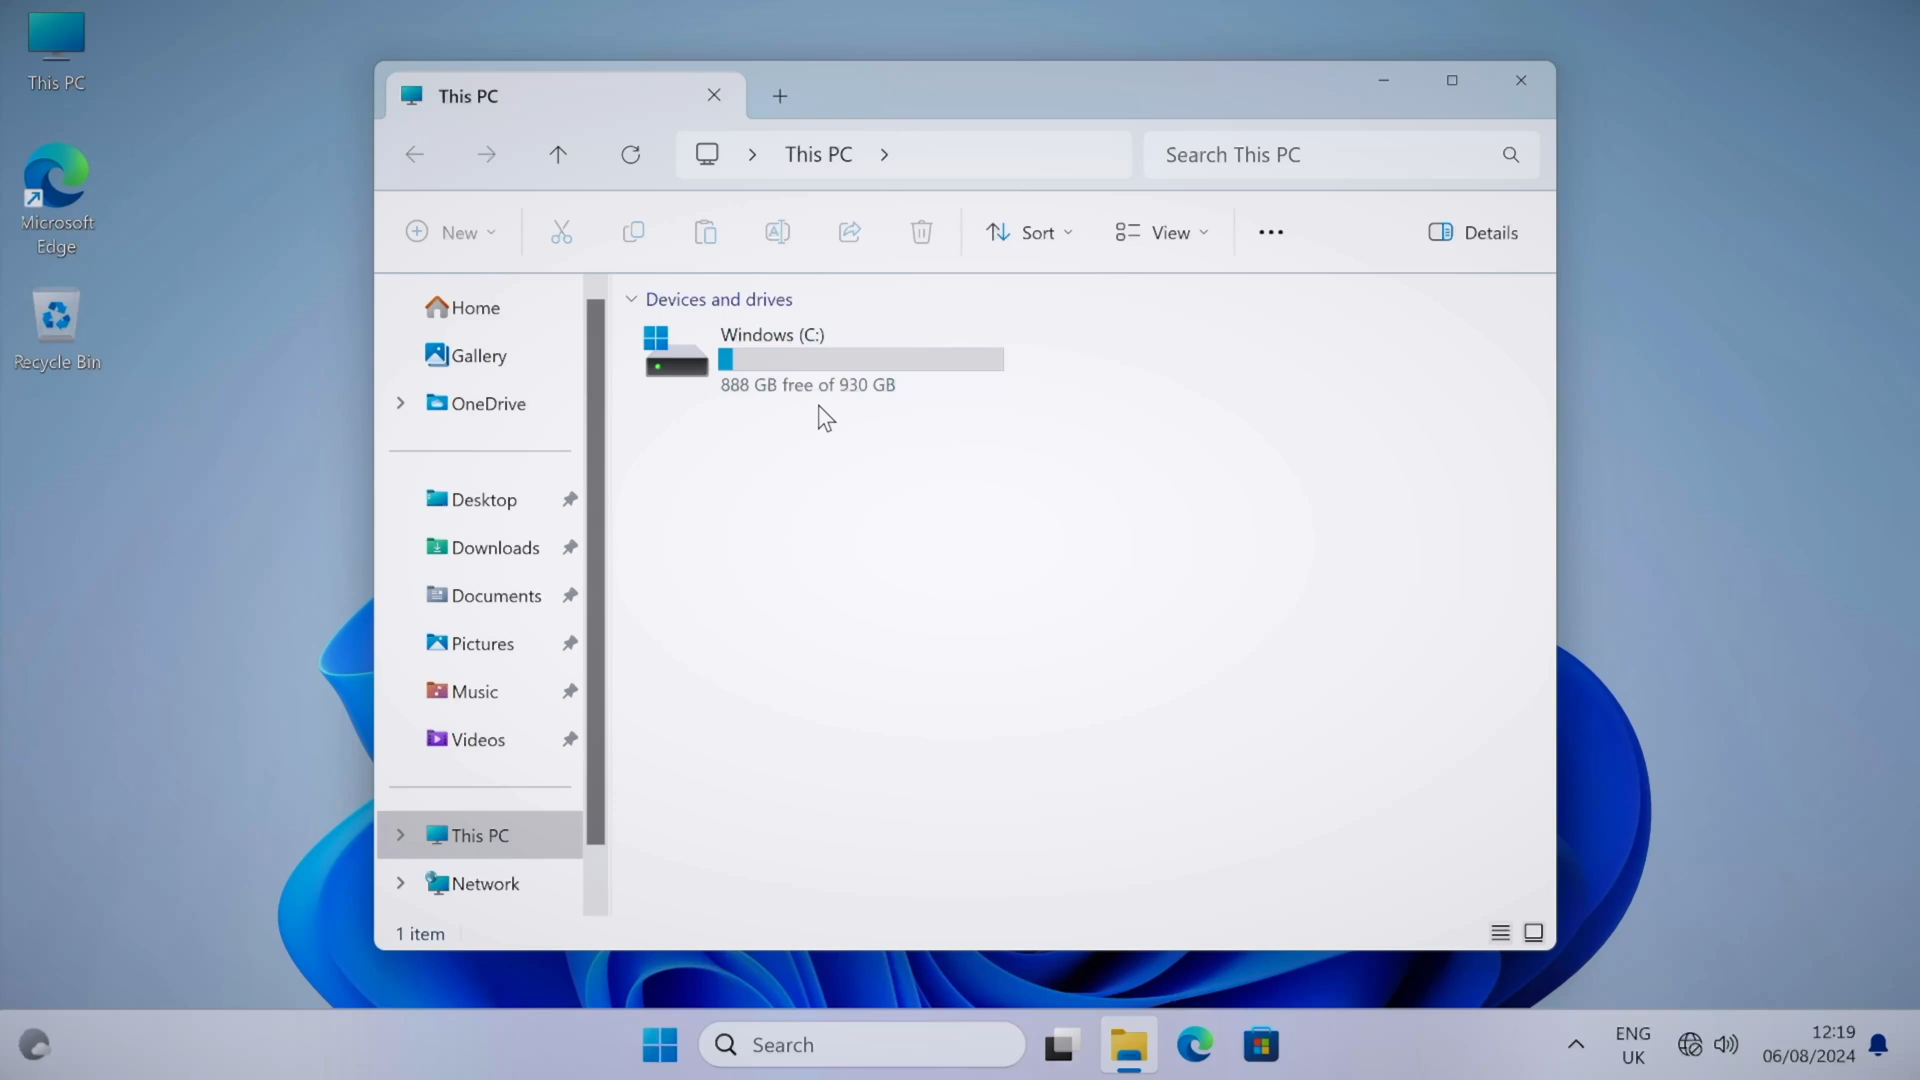 This PC
Microsoft
Edge
Recycle Bin
This PC
This PC
Search This PC
New
Sort
View
Details
Home
Gallery
OneDrive
Desktop
Downloads
Documents
Pictures
Music
Videos
This PC
Network
Devices and drives
Windows (C:)
888 GB free of 930 GB
1 item
Search
ENG
UK
12:19
06/08/2024